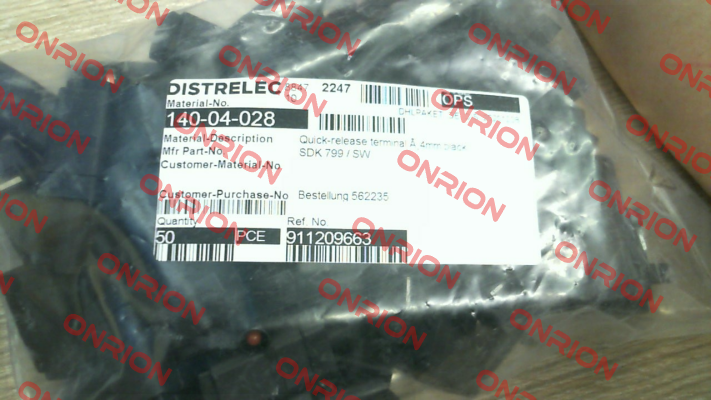 DISTRELEC 2247 IOPS
Material-No.
140-04-028
Material-Description Quick-release terminal Å 4mm black
Mfr Part-No. SDK 799 / SW
Customer-Material-No.
Customer-Purchase-No Bestellung 562235
Quantity Ref. No
50 PCE 911209663
ONRION